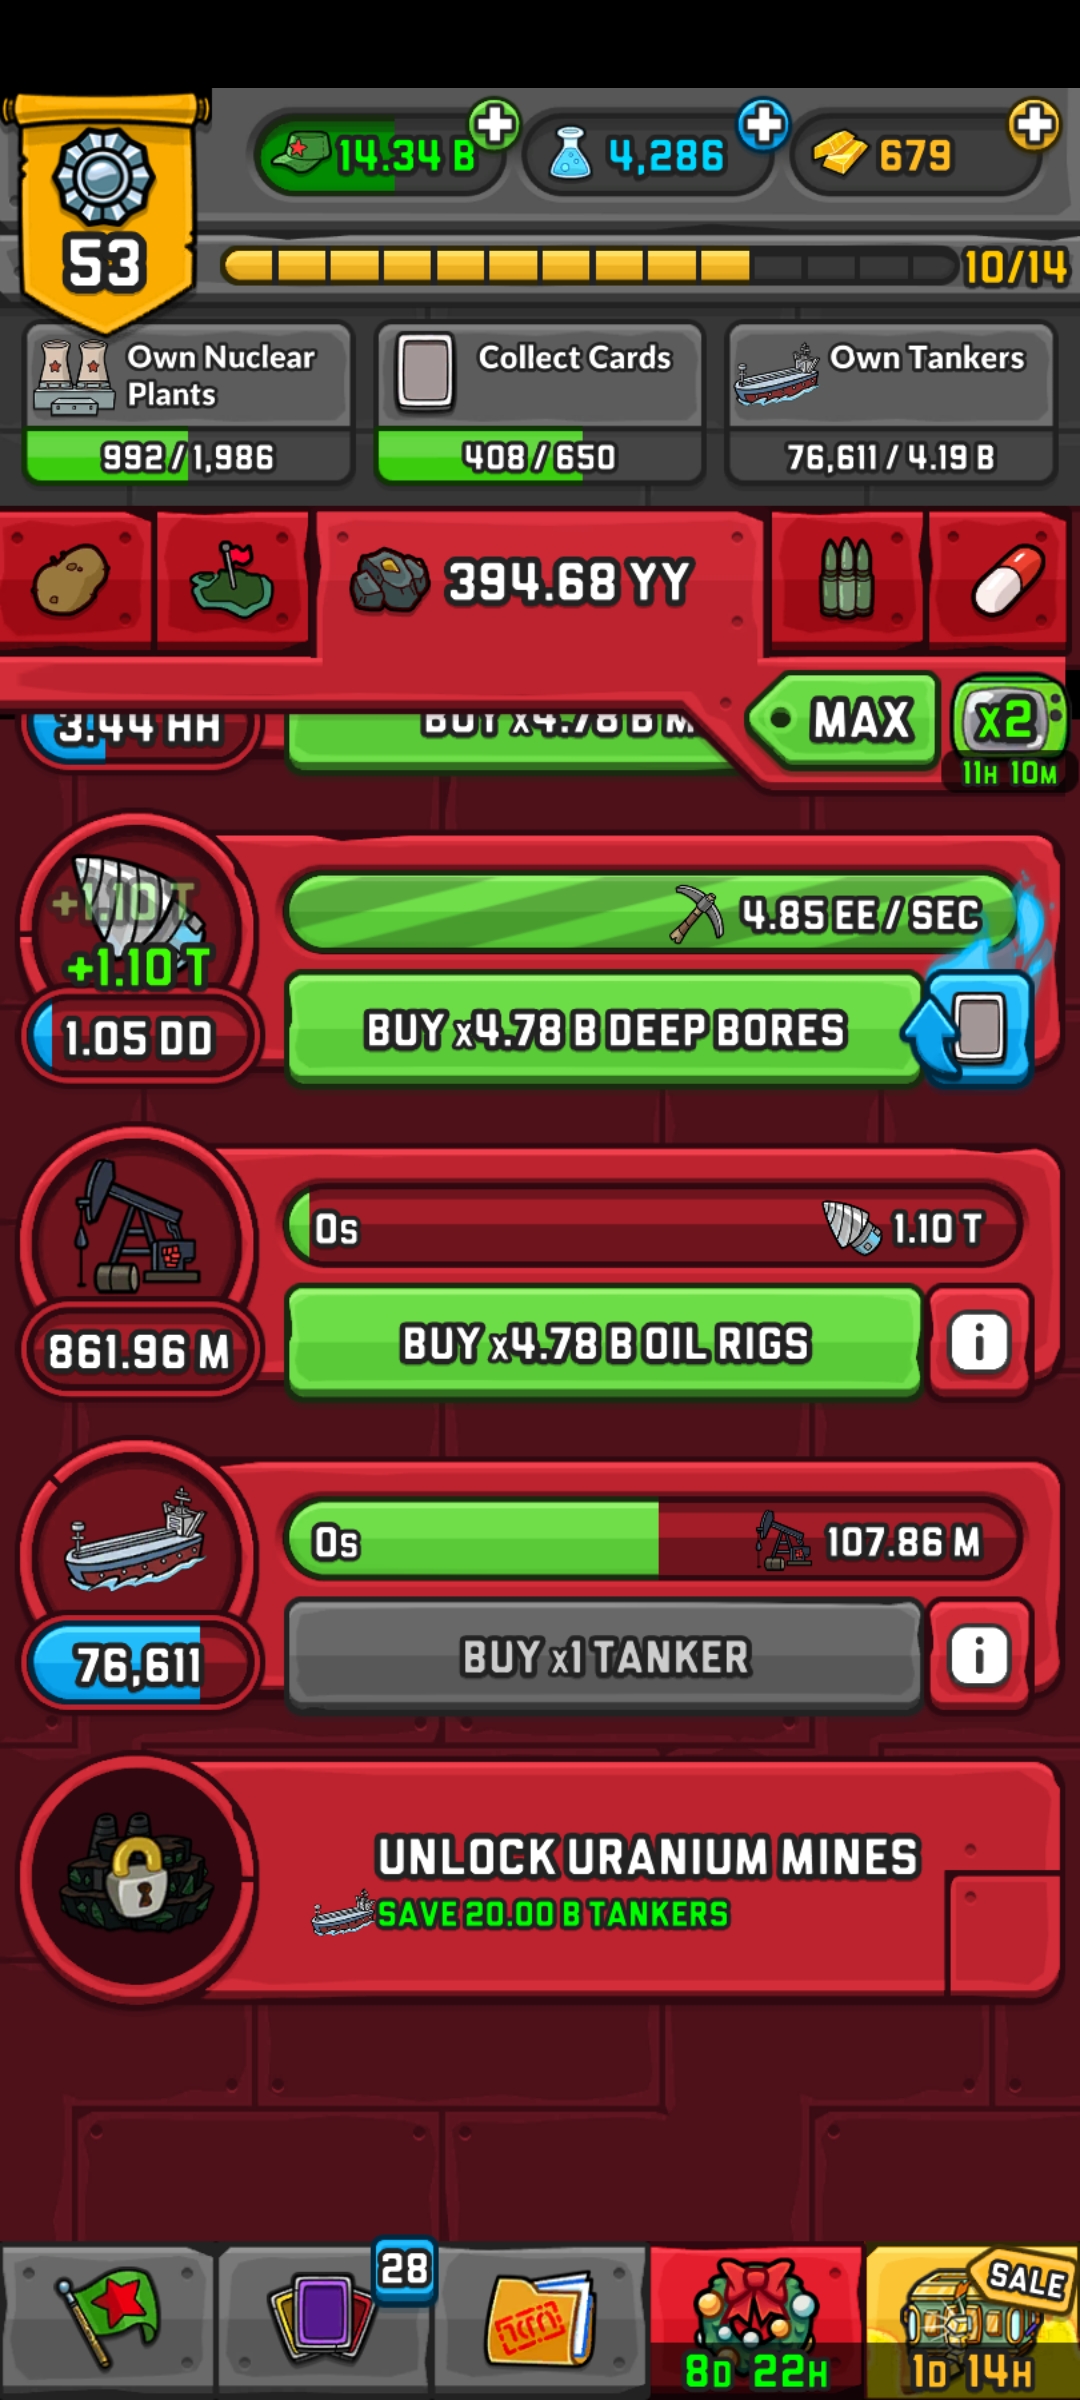 14.34 B
4,286
679
53
10/14
Own Nuclear
Plants
992/1,986
Collect Cards
408/650
Own Tankers
76,611/4.19 B
394.68 YY
MAX
x2
11H 10M
3.44 HH
BUY x4.78 B M
+1.10 T
+1.10 T
1.05 DD
4.85 EE/SEC
BUY x4.78 B DEEP BORES
861.96 M
0s
1.10 T
BUY x4.78 B OIL RIGS
i
76,611
0s
107.86 M
BUY x1 TANKER
i
UNLOCK URANIUM MINES
SAVE 20.00 B TANKERS
28
8D 22H
SALE
1D 14H